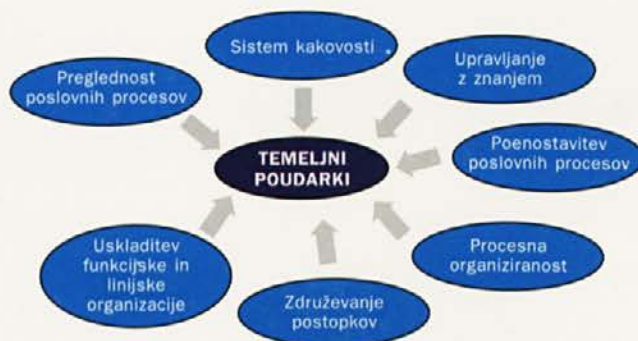 Sistem kakovosti
Upravljanje
z znanjem
Preglednost
poslovnih procesov
TEMELJNI
POUDARKI
Poenostavitev
poslovnih procesov
Uskladitev
funkcijske in
linijske
organizacije
Procesna
organiziranost
Združevanje
postopkov